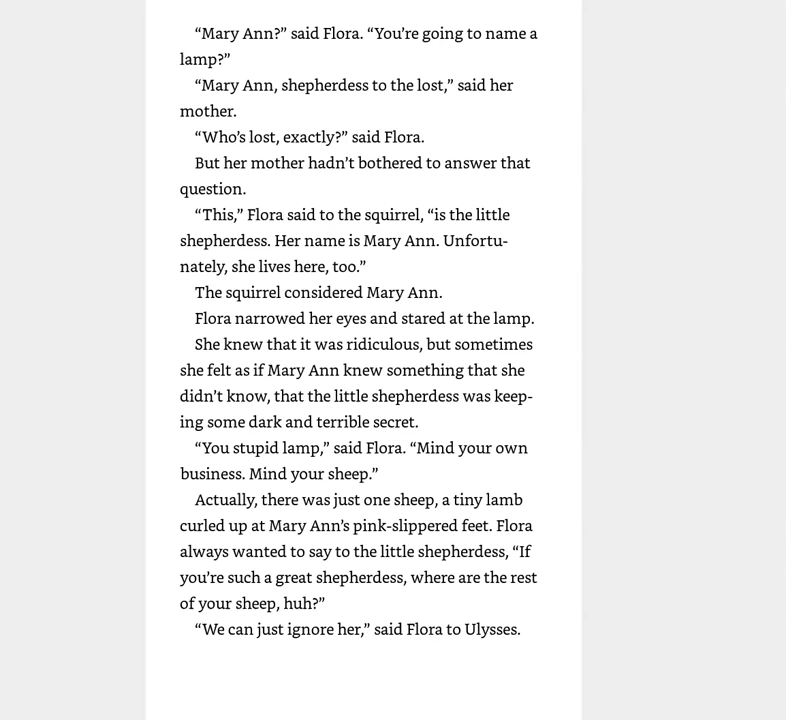 “Mary Ann?” said Flora. “You’re going to name a
lamp?”
“Mary Ann, shepherdess to the lost,” said her
mother.
“Who’s lost, exactly?” said Flora.
But her mother hadn’t bothered to answer that
question.
“This,” Flora said to the squirrel, “is the little
shepherdess. Her name is Mary Ann. Unfortu-
nately, she lives here, too.”
The squirrel considered Mary Ann.
Flora narrowed her eyes and stared at the lamp.
She knew that it was ridiculous, but sometimes
she felt as if Mary Ann knew something that she
didn’t know, that the little shepherdess was keep-
ing some dark and terrible secret.
“You stupid lamp,” said Flora. “Mind your own
business. Mind your sheep.”
Actually, there was just one sheep, a tiny lamb
curled up at Mary Ann’s pink-slippered feet. Flora
always wanted to say to the little shepherdess, “If
you’re such a great shepherdess, where are the rest
of your sheep, huh?”
“We can just ignore her,” said Flora to Ulysses.